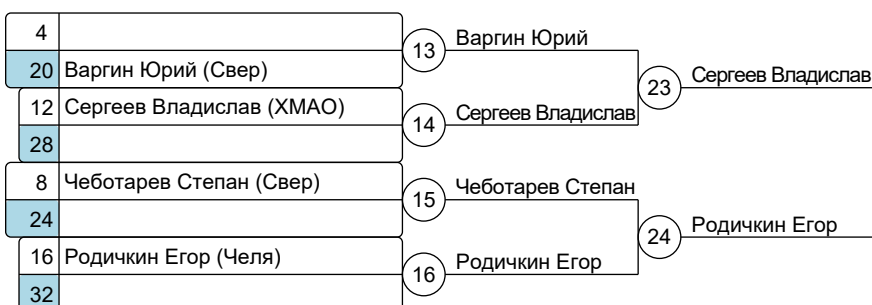 4
13 Варгин Юрий
20 Варгин Юрий (Свер)
23 Сергеев Владислав
12 Сергеев Владислав (ХМАО)
14 Сергеев Владислав
28
8 Чеботарев Степан (Свер)
15 Чеботарев Степан
24
24 Родичкин Егор
16 Родичкин Егор (Челя)
16 Родичкин Егор
32